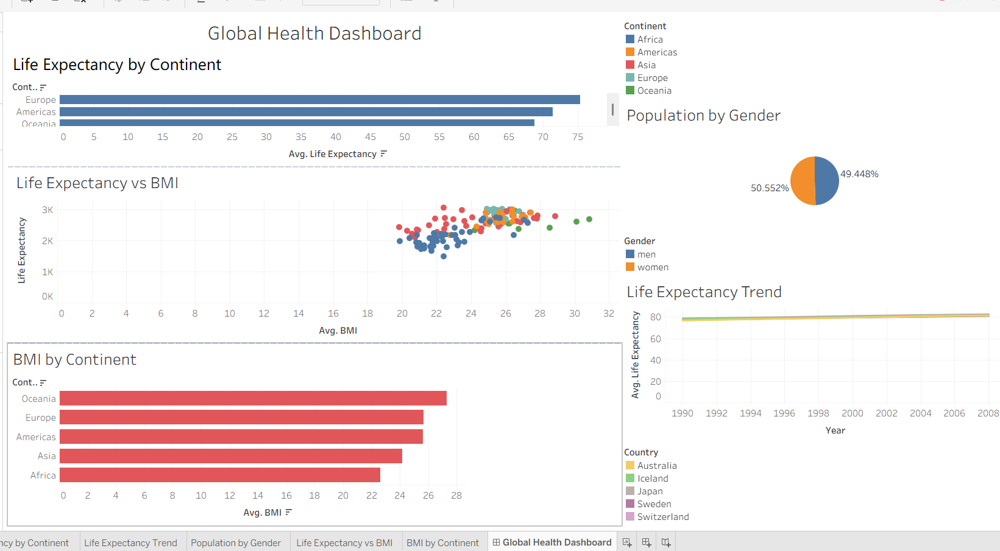 Global Health Dashboard
Life Expectancy by Continent
Cont..
Europe
Americas
Oceania
0 5 10 15 20 25 30 35 40 45 50 55 60 65 70 75
Avg. Life Expectancy
Life Expectancy vs BMI
Life Expectancy
3K
2K
1K
0K
0 2 4 6 8 10 12 14 16 18 20 22 24 26 28 30 32
Avg. BMI
BMI by Continent
Cont..
Oceania
Europe
Americas
Asia
Africa
0 2 4 6 8 10 12 14 16 18 20 22 24 26 28
Avg. BMI
Continent
Africa
Americas
Asia
Europe
Oceania
Population by Gender
49.448%
50.552%
Gender
men
women
Life Expectancy Trend
Avg. Life Expectancy
80
60
40
20
0
1990 1992 1994 1996 1998 2000 2002 2004 2006 2008
Year
Country
Australia
Iceland
Japan
Sweden
Switzerland
ncy by Continent Life Expectancy Trend Population by Gender Life Expectancy vs BMI BMI by Continent Global Health Dashboard